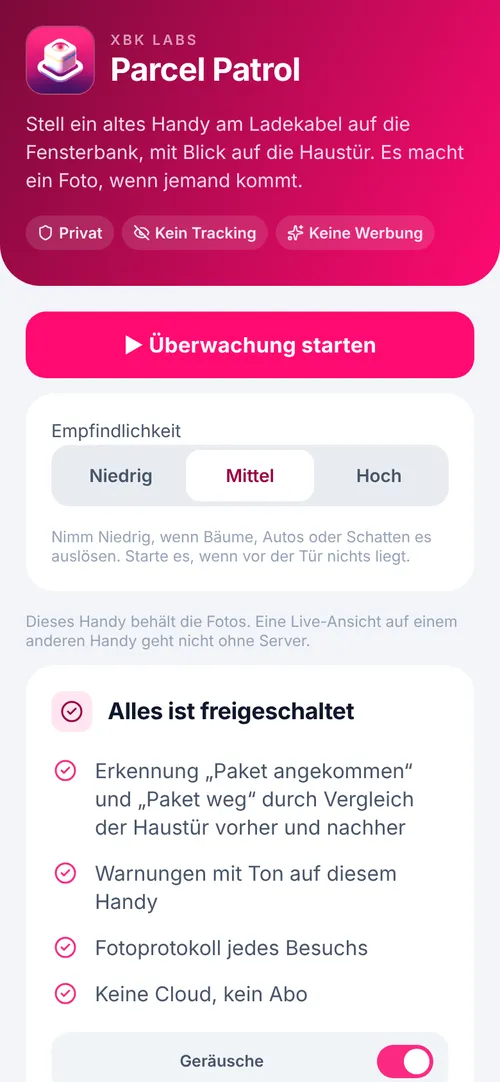 XBK LABS
Parcel Patrol
Stell ein altes Handy am Ladekabel auf die
Fensterbank, mit Blick auf die Haustür. Es macht
ein Foto, wenn jemand kommt.
Privat
Kein Tracking
Keine Werbung
▶ Überwachung starten
Empfindlichkeit
Niedrig
Mittel
Hoch
Nimm Niedrig, wenn Bäume, Autos oder Schatten es
auslösen. Starte es, wenn vor der Tür nichts liegt.
Dieses Handy behält die Fotos. Eine Live-Ansicht auf einem
anderen Handy geht nicht ohne Server.
Alles ist freigeschaltet
Erkennung „Paket angekommen“
und „Paket weg“ durch Vergleich
der Haustür vorher und nachher
Warnungen mit Ton auf diesem
Handy
Fotoprotokoll jedes Besuchs
Keine Cloud, kein Abo
Geräusche